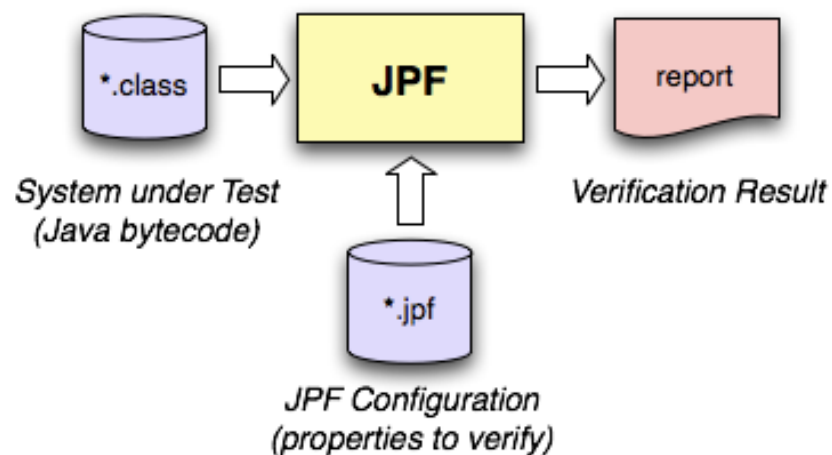 *.class
JPF
report
System under Test
(Java bytecode)
Verification Result
*.jpf
JPF Configuration
(properties to verify)